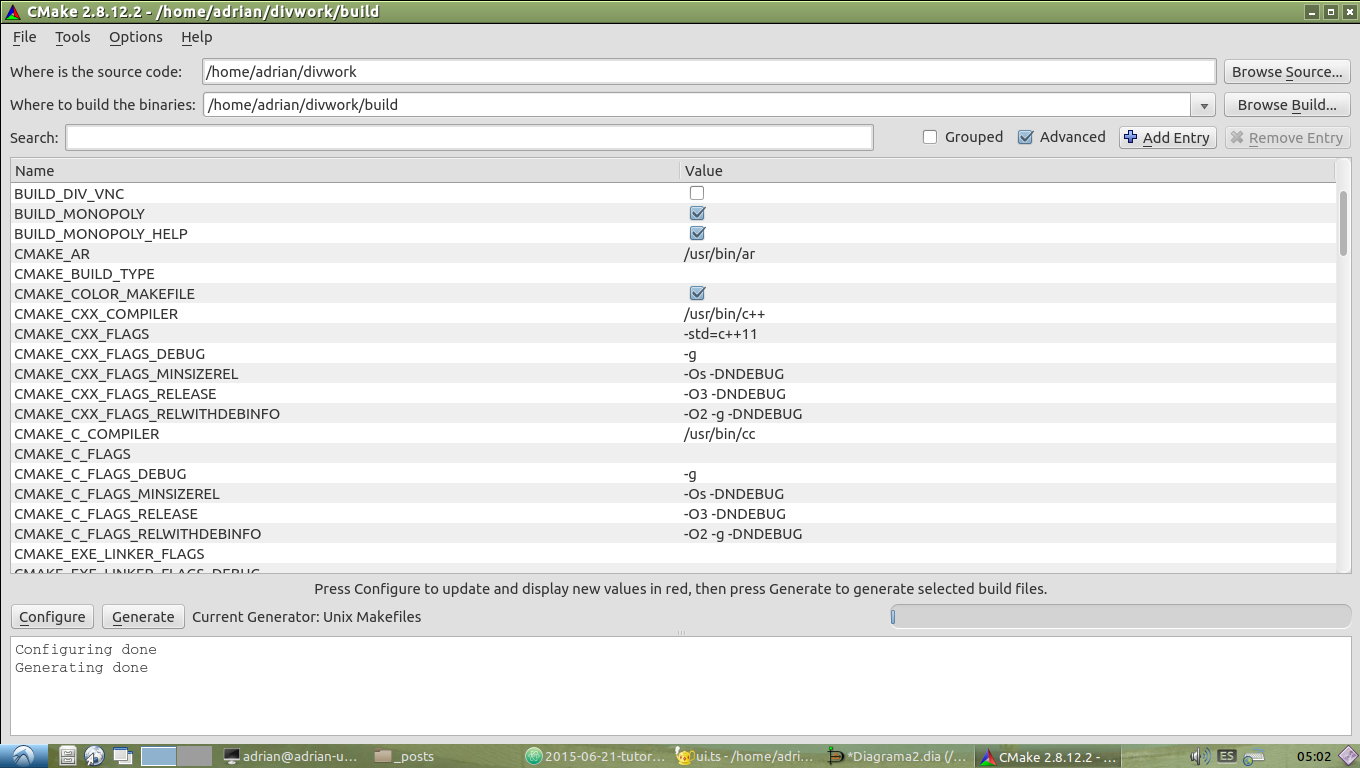 CMake 2.8.12.2 - /home/adrian/divwork/build
File Tools Options Help
Where is the source code: /home/adrian/divwork Browse Source...
Where to build the binaries: /home/adrian/divwork/build Browse Build...
Search: Grouped Advanced Add Entry Remove Entry
Name Value
BUILD_DIV_VNC
BUILD_MONOPOLY
BUILD_MONOPOLY_HELP
CMAKE_AR /usr/bin/ar
CMAKE_BUILD_TYPE
CMAKE_COLOR_MAKEFILE
CMAKE_CXX_COMPILER /usr/bin/c++
CMAKE_CXX_FLAGS -std=c++11
CMAKE_CXX_FLAGS_DEBUG -g
CMAKE_CXX_FLAGS_MINSIZEREL -Os -DNDEBUG
CMAKE_CXX_FLAGS_RELEASE -O3 -DNDEBUG
CMAKE_CXX_FLAGS_RELWITHDEBINFO -O2 -g -DNDEBUG
CMAKE_C_COMPILER /usr/bin/cc
CMAKE_C_FLAGS
CMAKE_C_FLAGS_DEBUG -g
CMAKE_C_FLAGS_MINSIZEREL -Os -DNDEBUG
CMAKE_C_FLAGS_RELEASE -O3 -DNDEBUG
CMAKE_C_FLAGS_RELWITHDEBINFO -O2 -g -DNDEBUG
CMAKE_EXE_LINKER_FLAGS
CMAKE_EXE_LINKER_FLAGS_DEBUG
Press Configure to update and display new values in red, then press Generate to generate selected build files.
Configure Generate Current Generator: Unix Makefiles
Configuring done
Generating done
adrian@adrian-u... _posts 2015-06-21-tutor... ui.ts - /home/adri... *Diagrama2.dia (/... CMake 2.8.12.2 - ... ES 05:02